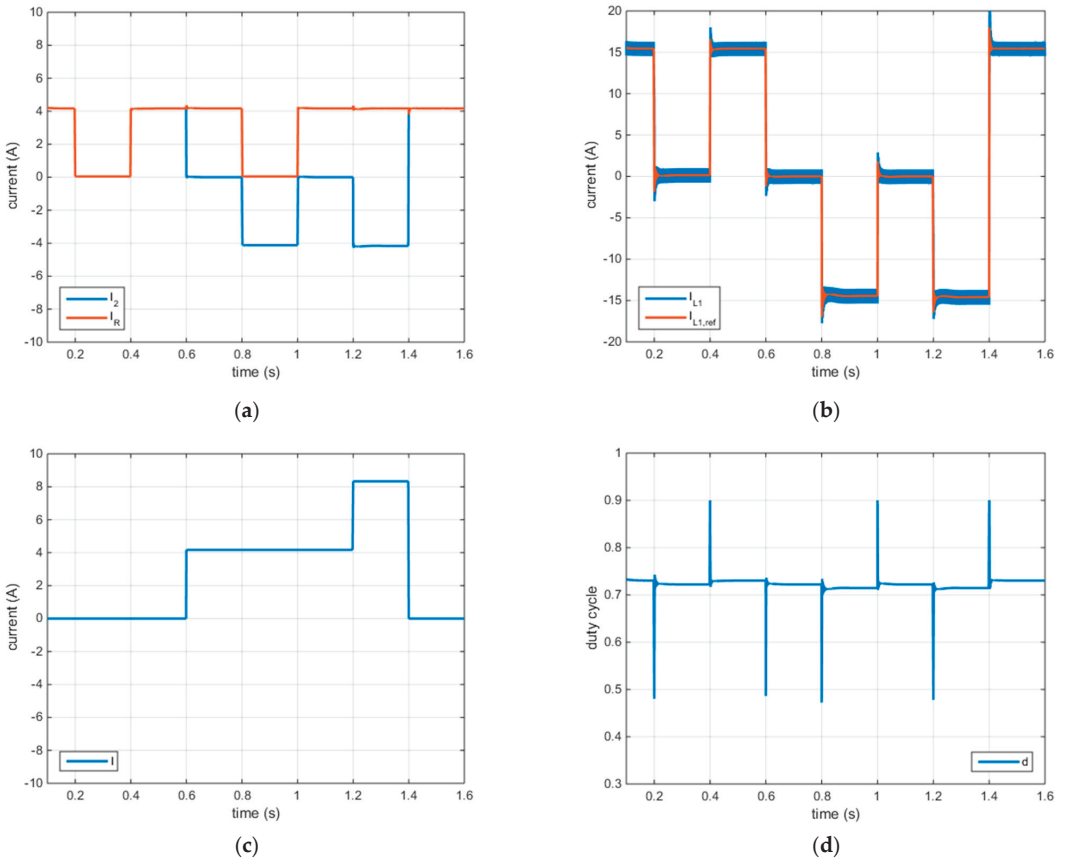 10
8
6
4
2
0
-2
-4
-6
-8
-10
current (A)
I2
IR
0.2 0.4 0.6 0.8 1 1.2 1.4 1.6
time (s)
(a)
20
15
10
5
0
-5
-10
-15
-20
current (A)
IL1
IL1,ref
0.2 0.4 0.6 0.8 1 1.2 1.4 1.6
time (s)
(b)
10
8
6
4
2
0
-2
-4
-6
-8
-10
current (A)
I
0.2 0.4 0.6 0.8 1 1.2 1.4 1.6
time (s)
(c)
1
0.9
0.8
0.7
0.6
0.5
0.4
0.3
duty cycle
d
0.2 0.4 0.6 0.8 1 1.2 1.4 1.6
time (s)
(d)